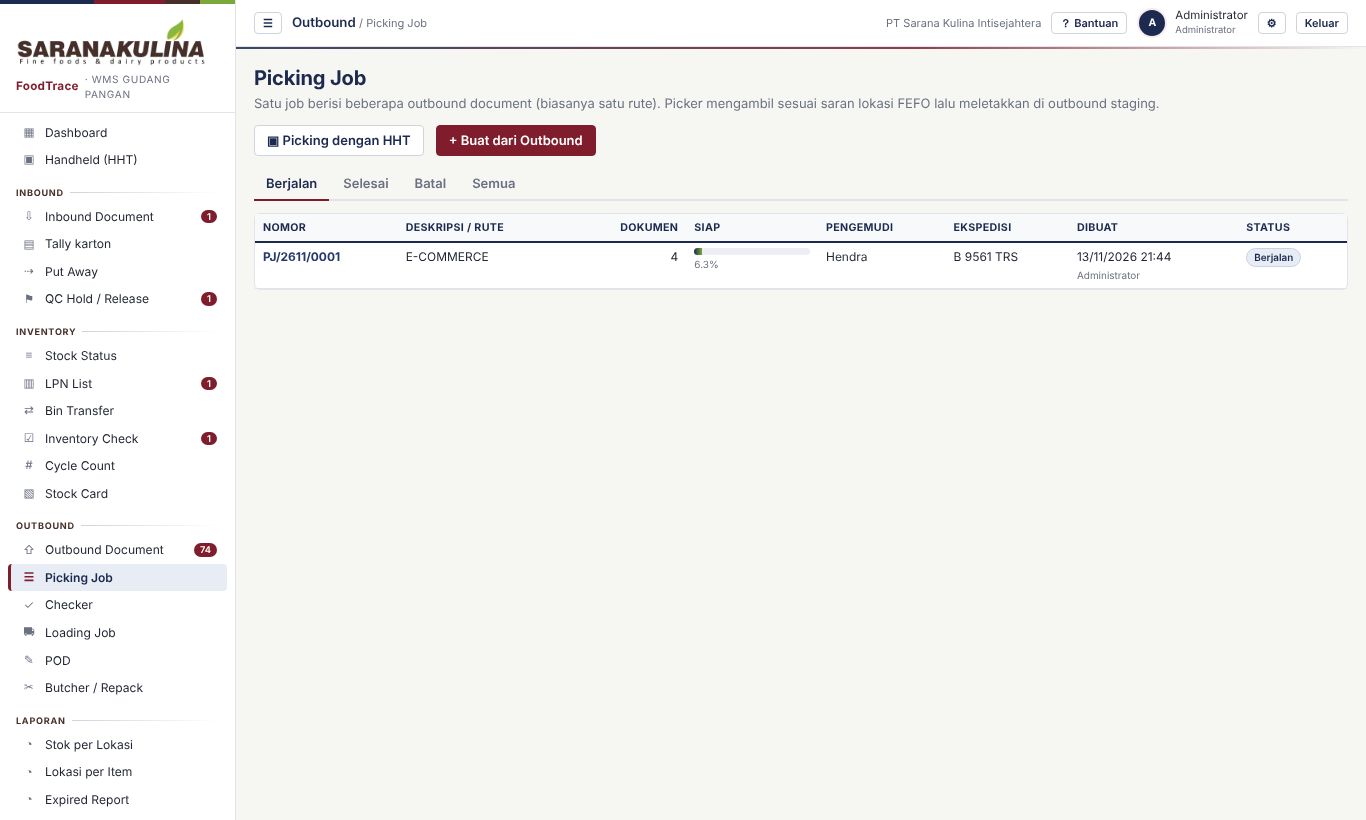 SARANAKULINA
Fine foods & dairy products
FoodTrace · WMS GUDANG PANGAN
Dashboard
Handheld (HHT)
INBOUND
Inbound Document 1
Tally karton
Put Away
QC Hold / Release 1
INVENTORY
Stock Status
LPN List 1
Bin Transfer
Inventory Check 1
Cycle Count
Stock Card
OUTBOUND
Outbound Document 74
Picking Job
Checker
Loading Job
POD
Butcher / Repack
LAPORAN
Stok per Lokasi
Lokasi per Item
Expired Report
Outbound / Picking Job
PT Sarana Kulina Intisejahtera
? Bantuan
A
Administrator
Administrator
Keluar
Picking Job
Satu job berisi beberapa outbound document (biasanya satu rute). Picker mengambil sesuai saran lokasi FEFO lalu meletakkan di outbound staging.
Picking dengan HHT
+ Buat dari Outbound
Berjalan Selesai Batal Semua
NOMOR DESKRIPSI / RUTE DOKUMEN SIAP PENGEMUDI EKSPEDISI DIBUAT STATUS
PJ/2611/0001 E-COMMERCE 4 6.3% Hendra B 9561 TRS 13/11/2026 21:44 Berjalan
Administrator